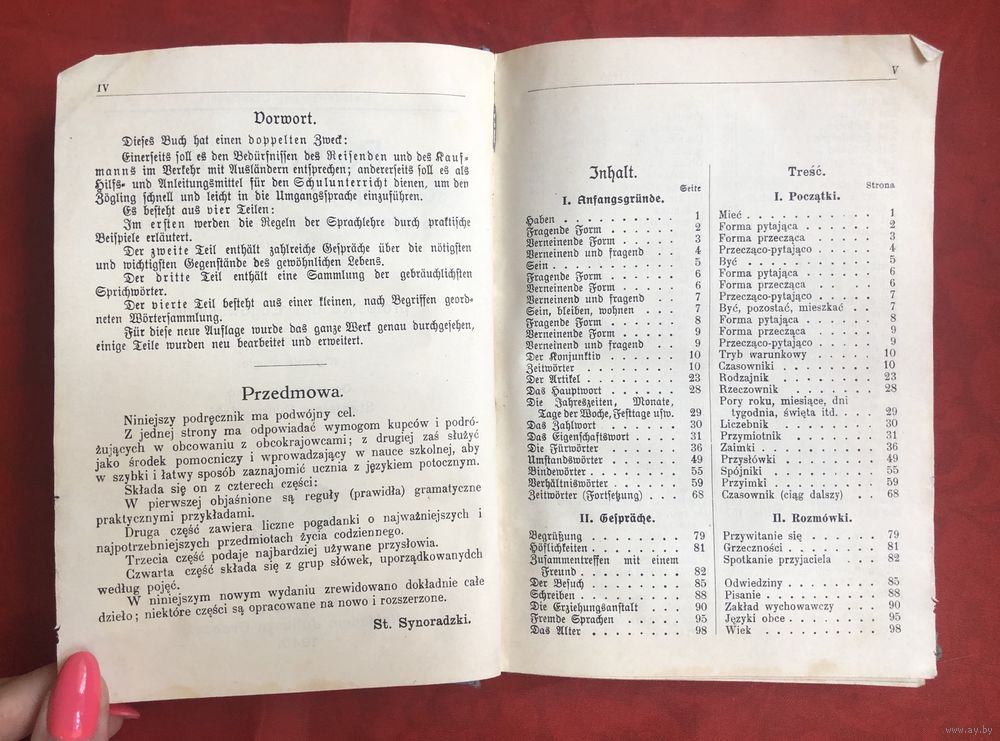 IV
Vorwort.
Dieses Buch hat einen doppelten Zweck:
Einerseits soll es den Bedürfnissen des Reisenden und des Kauf-
manns im Verkehr mit Ausländern entsprechen; andererseits soll es als
Hilfs- und Anleitungsmittel für den Schulunterricht dienen, um den
Zögling schnell und leicht in die Umgangssprache einzuführen.
Es besteht aus vier Teilen:
Im ersten werden die Regeln der Sprachlehre durch praktische
Beispiele erläutert.
Der zweite Teil enthält zahlreiche Gespräche über die nötigsten
und wichtigsten Gegenstände des gewöhnlichen Lebens.
Der dritte Teil enthält eine Sammlung der gebräuchlichsten
Sprichwörter.
Der vierte Teil besteht aus einer kleinen, nach Begriffen geord-
neten Wörtersammlung.
Für diese neue Auflage wurde das ganze Werk genau durchgesehen,
einige Teile wurden neu bearbeitet und erweitert.
Przedmowa.
Niniejszy podręcznik ma podwójny cel.
Z jednej strony ma odpowiadać wymogom kupców i podró-
żujących w obcowaniu z obcokrajowcami; z drugiej zaś służyć
jako środek pomocniczy i wprowadzający w nauce szkolnej, aby
w szybki i łatwy sposób zaznajomić ucznia z językiem potocznym.
Składa się on z czterech części:
W pierwszej objaśnione są reguły (prawidła) gramatyczne
praktycznymi przykładami.
Druga część zawiera liczne pogadanki o najważniejszych i
najpotrzebniejszych przedmiotach życia codziennego.
Trzecia część podaje najbardziej używane przysłowia.
Czwarta część składa się z grup słówek, uporządkowanych
według pojęć.
W niniejszym nowym wydaniu zrewidowano dokładnie całe
dzieło; niektóre części są opracowane na nowo i rozszerzone.
St. Synoradzki.
V
Inhalt.
Seite
I. Anfangsgründe.
Haben . . . . . . . . . . . 1
Fragende Form . . . . . . . 2
Verneinende Form . . . . . 3
Verneinend und fragend . . 4
Sein . . . . . . . . . . . . 5
Fragende Form . . . . . . . 6
Verneinende Form . . . . . 6
Verneinend und fragend . . 7
Sein, bleiben, wohnen . . . 7
Fragende Form . . . . . . . 8
Verneinende Form . . . . . 9
Verneinend und fragend . . 9
Der Konjunktiv . . . . . . 10
Zeitwörter . . . . . . . . . 10
Der Artikel . . . . . . . . 23
Das Hauptwort . . . . . . . 28
Die Jahreszeiten, Monate,
Tage der Woche, Festtage usw. 29
Das Zahlwort . . . . . . . 30
Das Eigenschaftswort . . . 31
Die Fürwörter . . . . . . . 36
Umstandswörter . . . . . . 49
Bindewörter . . . . . . . . 55
Verhältniswörter . . . . . . 59
Zeitwörter (Fortsetzung) . . . 68
II. Gespräche.
Begrüßung . . . . . . . . . 79
Höflichkeiten . . . . . . . 81
Zusammentreffen mit einem
Freund . . . . . . . . . . 82
Der Besuch . . . . . . . . 85
Schreiben . . . . . . . . . 88
Die Erziehungsanstalt . . . 90
Fremde Sprachen . . . . . . 95
Das Alter . . . . . . . . . 98
Treść.
Strona
I. Początki.
Mieć . . . . . . . . . . . 1
Forma pytająca . . . . . . 2
Forma przecząca . . . . . 3
Przecząco-pytająco . . . . 4
Być . . . . . . . . . . . . 5
Forma pytająca . . . . . . 6
Forma przecząca . . . . . 6
Przecząco-pytająco . . . . 7
Być, pozostać, mieszkać . . 7
Forma pytająca . . . . . . 8
Forma przecząca . . . . . 9
Przecząco-pytająco . . . . 9
Tryb warunkowy . . . . . 10
Czasowniki . . . . . . . . 10
Rodzajnik . . . . . . . . . 23
Rzeczownik . . . . . . . . 28
Pory roku, miesiące, dni
tygodnia, święta itd. . . . 29
Liczebnik . . . . . . . . . 30
Przymiotnik . . . . . . . . 31
Zaimki . . . . . . . . . . 36
Przysłówki . . . . . . . . 49
Spójniki . . . . . . . . . 55
Przyimki . . . . . . . . . 59
Czasownik (ciąg dalszy) . . 68
II. Rozmówki.
Przywitanie się . . . . . . 79
Grzeczności . . . . . . . . 81
Spotkanie przyjaciela . . . 82
Odwiedziny . . . . . . . . 85
Pisanie . . . . . . . . . . 88
Zakład wychowawczy . . . 90
Języki obce . . . . . . . . 95
Wiek . . . . . . . . . . . 98
www.ay.by